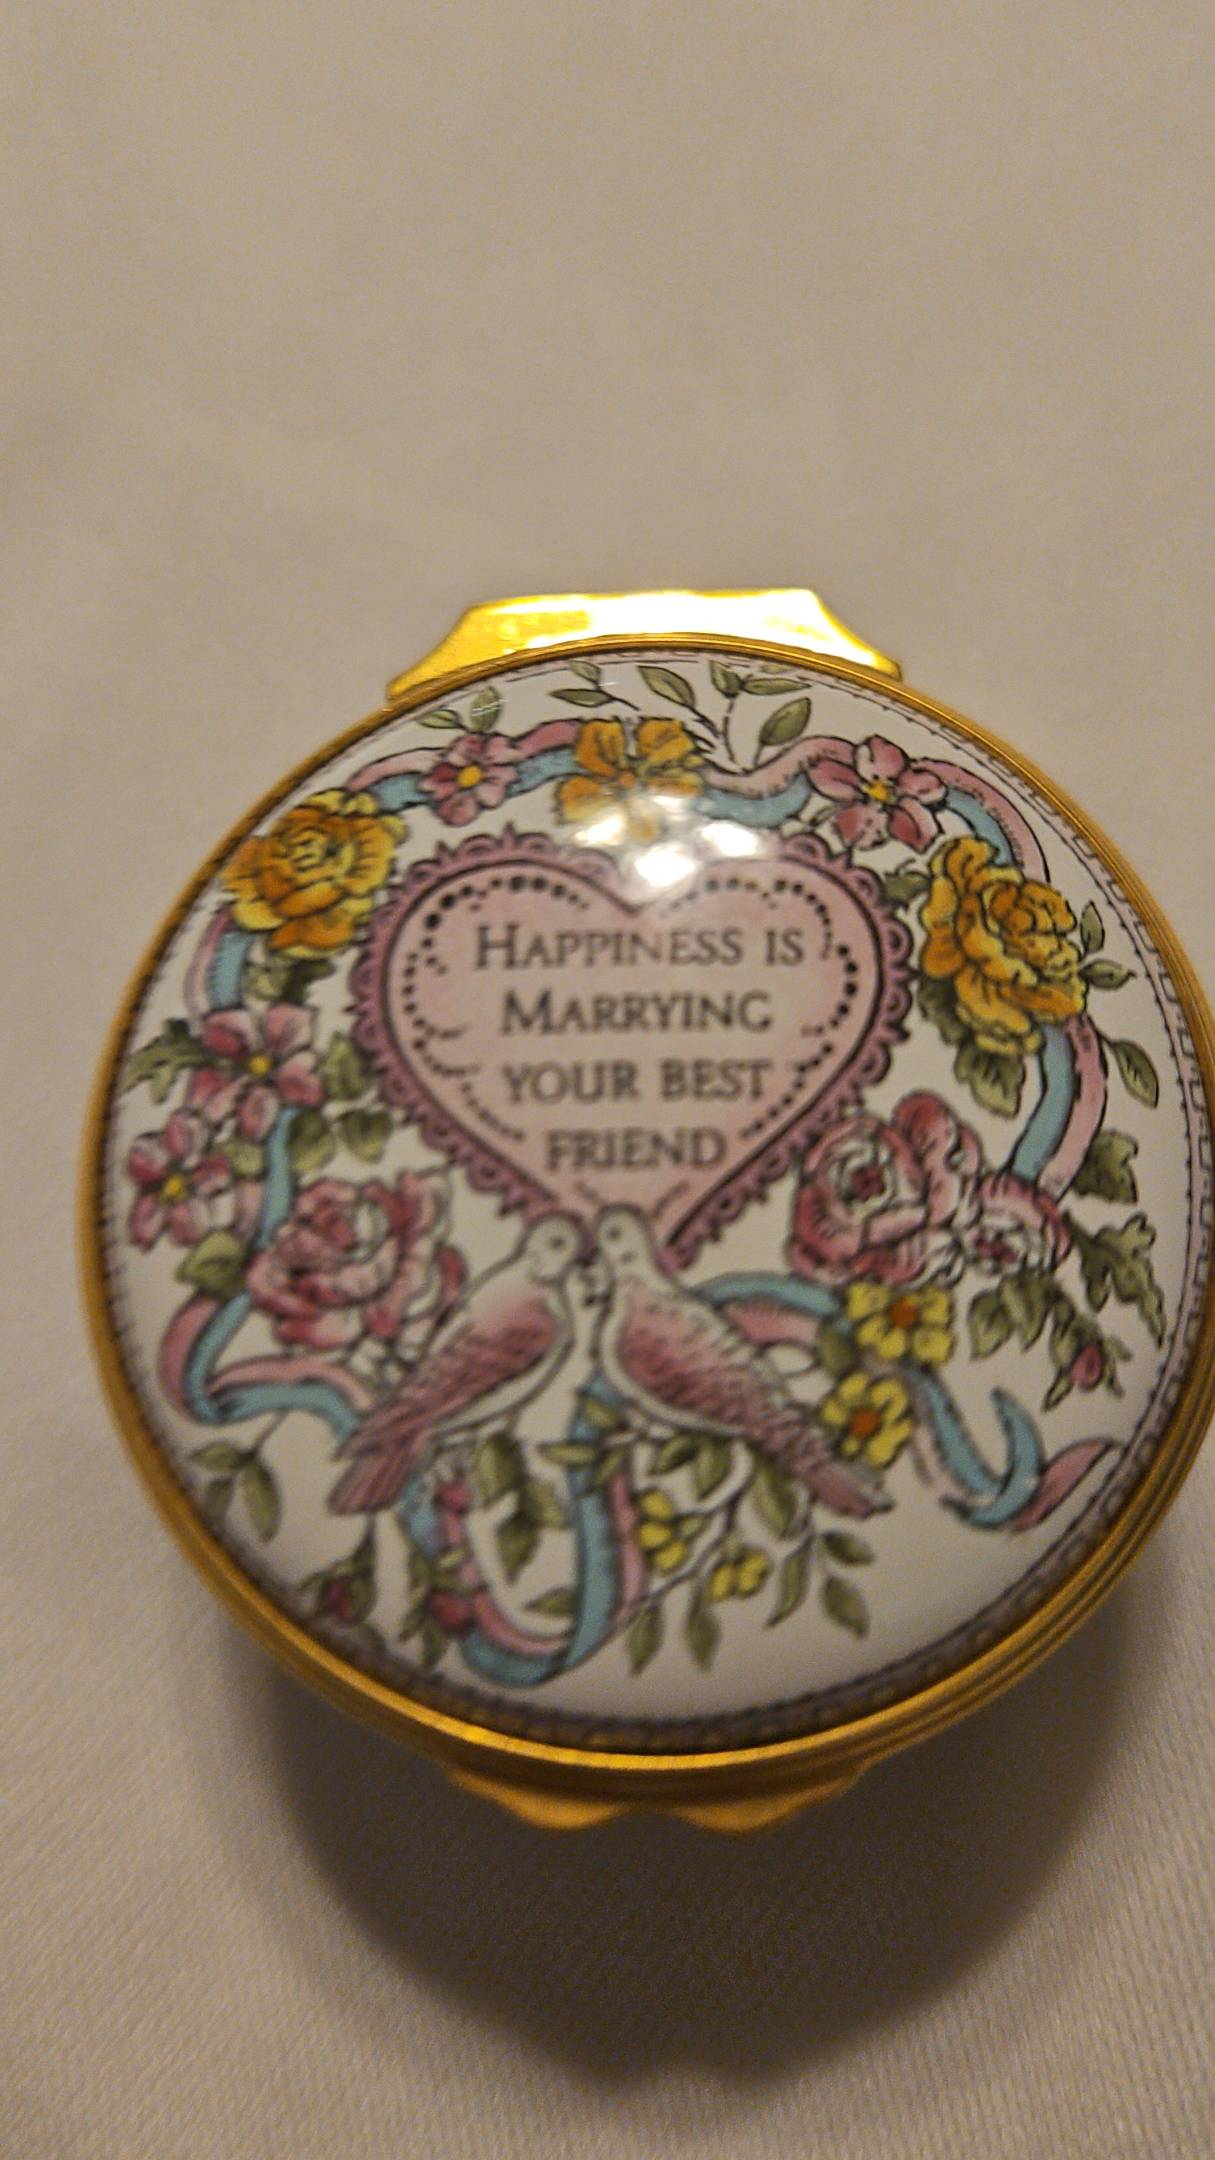 Happiness is
Marrying
your best
friend